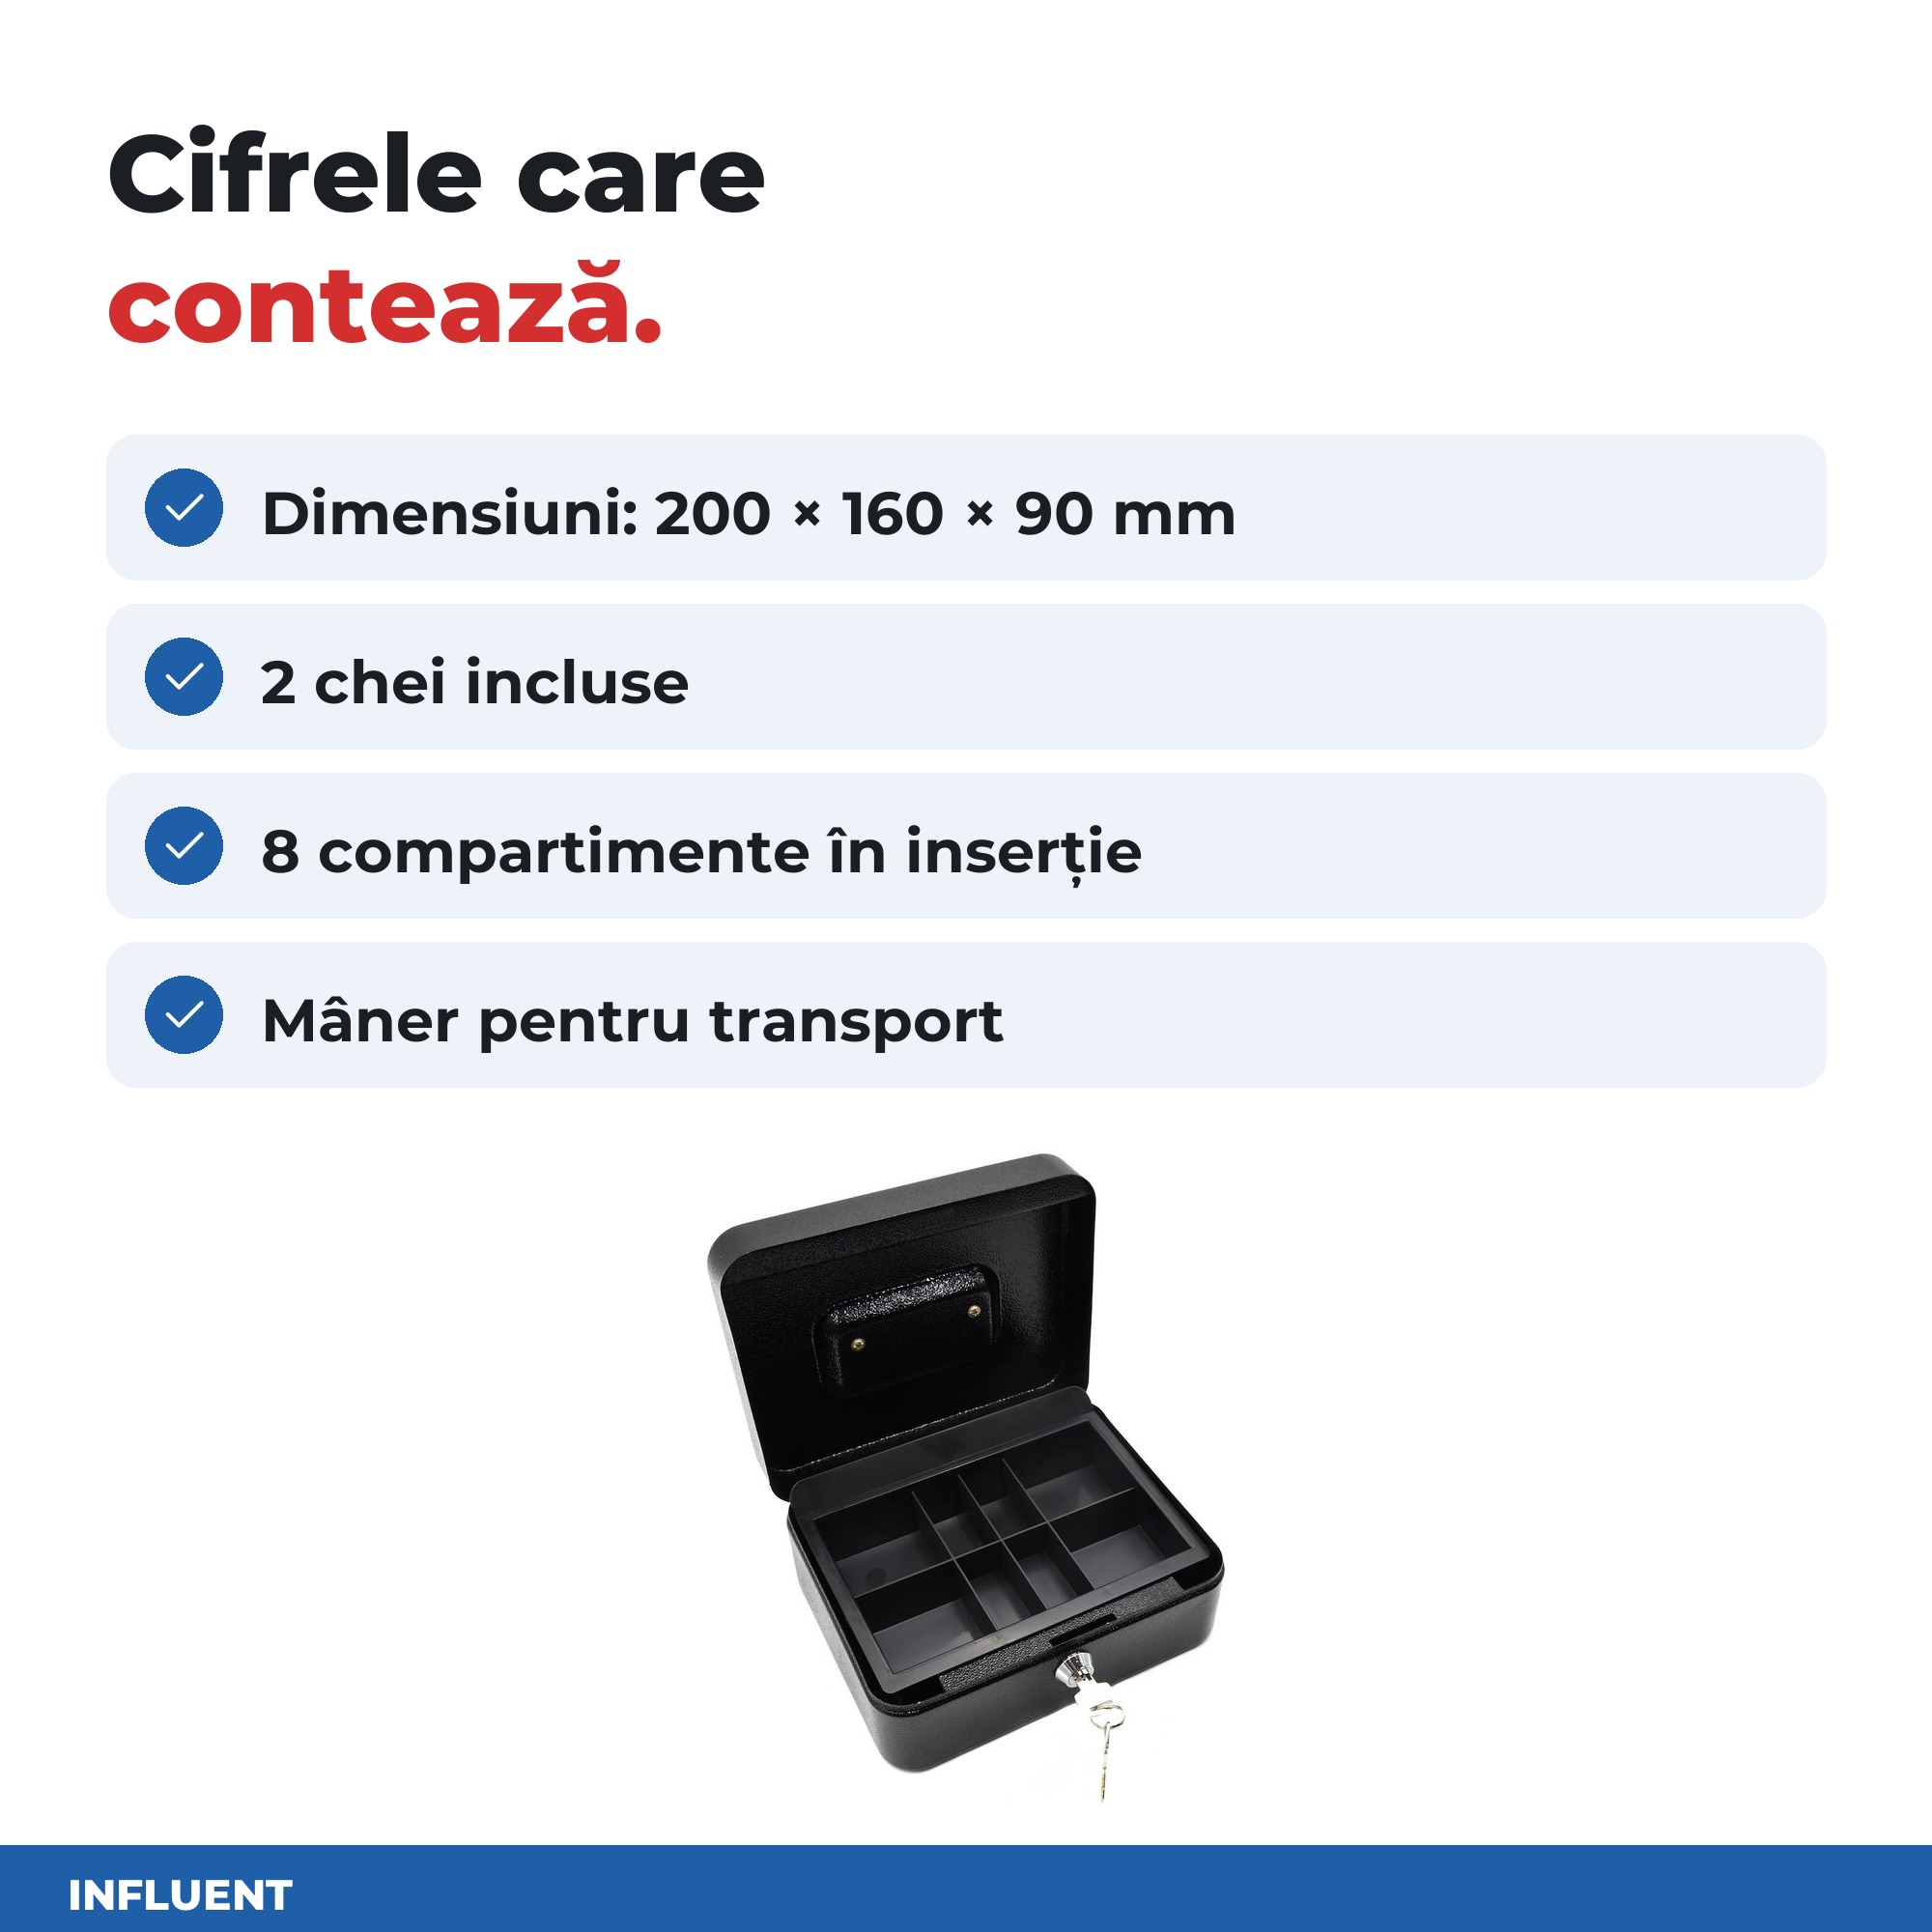 Cifrele care
contează.
Dimensiuni: 200 × 160 × 90 mm
2 chei incluse
8 compartimente în inserție
Mâner pentru transport
INFLUENT